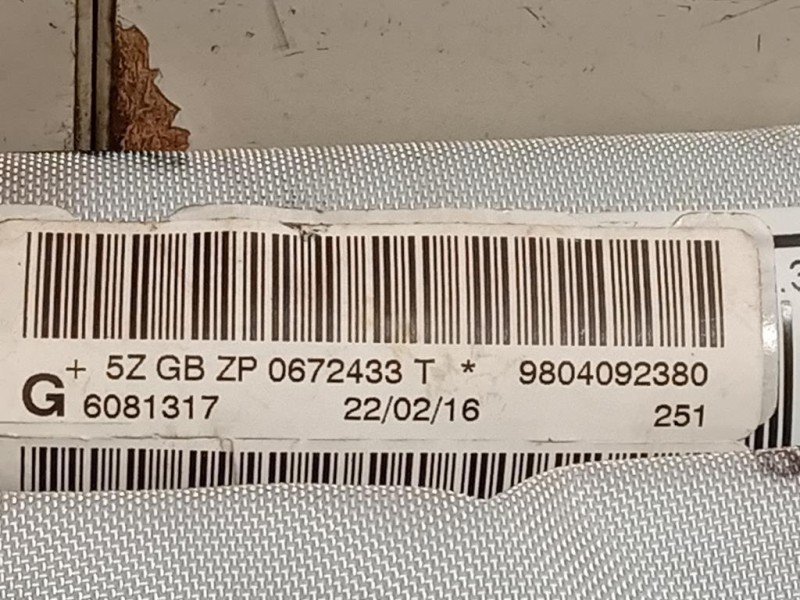 + 5Z GB ZP 0672433 T * 9804092380
G 6081317 22/02/16 251